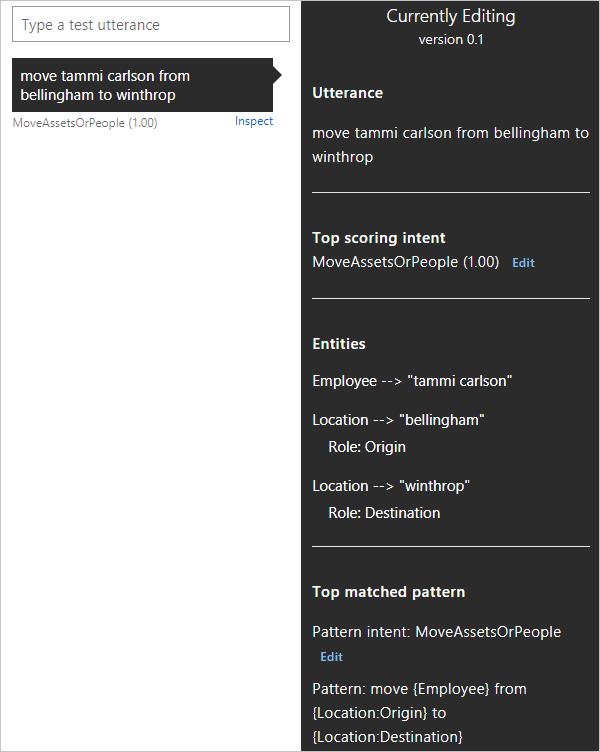 Type a test utterance
move tammi carlson from
bellingham to winthrop
MoveAssetsOrPeople (1.00)
Inspect
Currently Editing
version 0.1
Utterance
move tammi carlson from bellingham to
winthrop
Top scoring intent
MoveAssetsOrPeople (1.00) Edit
Entities
Employee --> "tammi carlson"
Location --> "bellingham"
Role: Origin
Location --> "winthrop"
Role: Destination
Top matched pattern
Pattern intent: MoveAssetsOrPeople
Edit
Pattern: move {Employee} from
{Location:Origin} to
{Location:Destination}